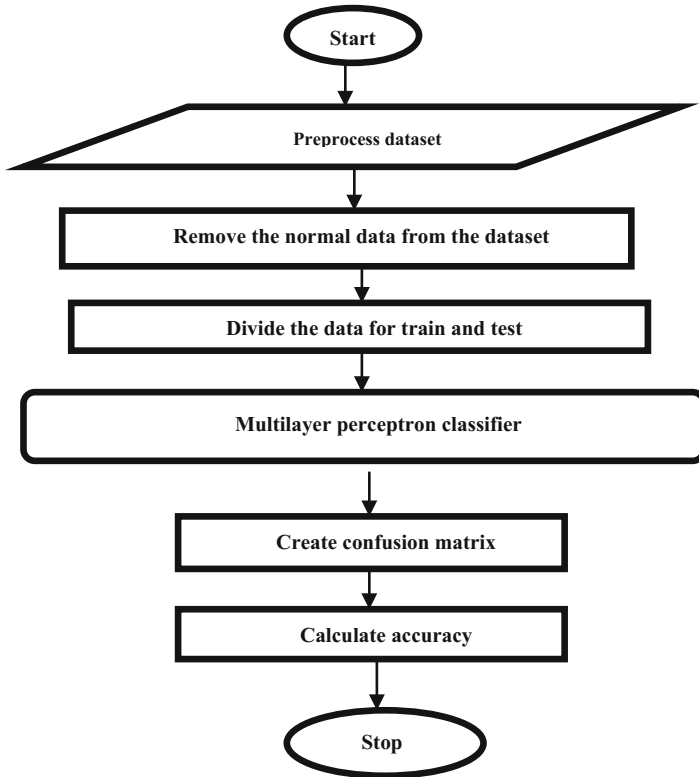 Start
Preprocess dataset
Remove the normal data from the dataset
Divide the data for train and test
Multilayer perceptron classifier
Create confusion matrix
Calculate accuracy
Stop